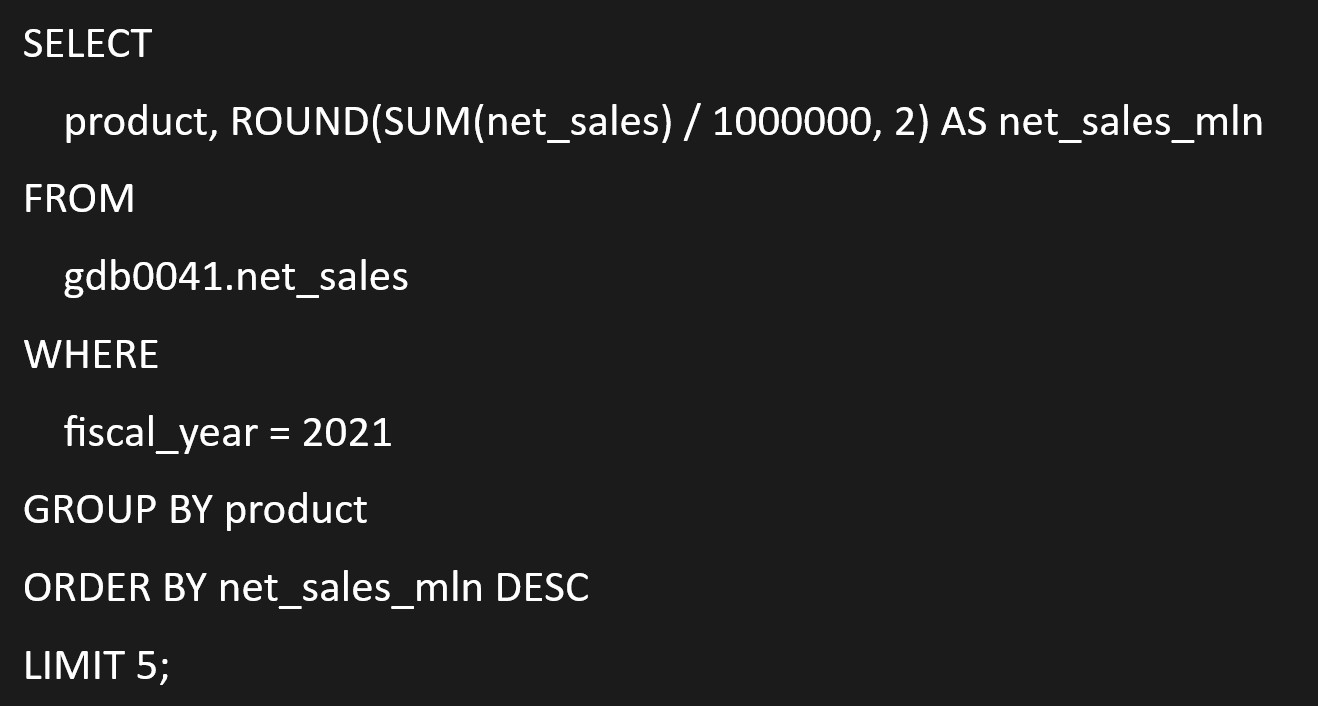 SELECT
product, ROUND(SUM(net_sales) / 1000000, 2) AS net_sales_mln
FROM
gdb0041.net_sales
WHERE
fiscal_year = 2021
GROUP BY product
ORDER BY net_sales_mln DESC
LIMIT 5;